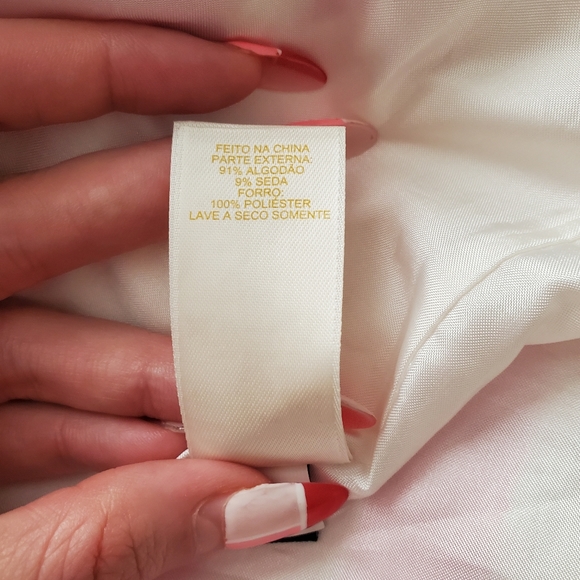 FEITO NA CHINA
PARTE EXTERNA:
91% ALGODÃO
9% SEDA
FORRO:
100% POLIÉSTER
LAVE A SECO SOMENTE